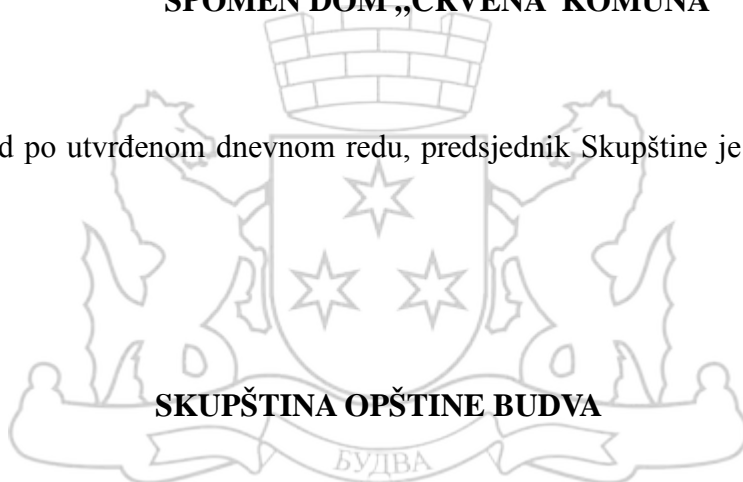 SPOMEN DOM „CRVENA KOMUNA
d po utvrđenom dnevnom redu, predsjednik Skupštine je
SKUPŠTINA OPŠTINE BUDVA
БУДВА